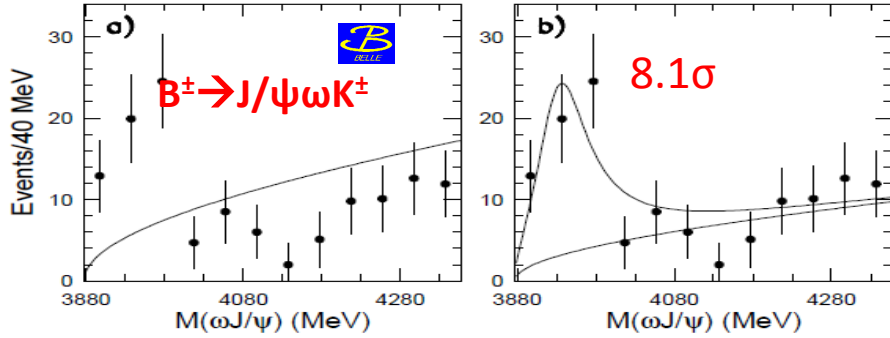 a)
B
BELLE
B±→J/ψωK±
Events/40 MeV
30
20
10
0
3880
4080
4280
M(ωJ/ψ) (MeV)
b)
8.1σ
30
20
10
0
3880
4080
4280
M(ωJ/ψ) (MeV)